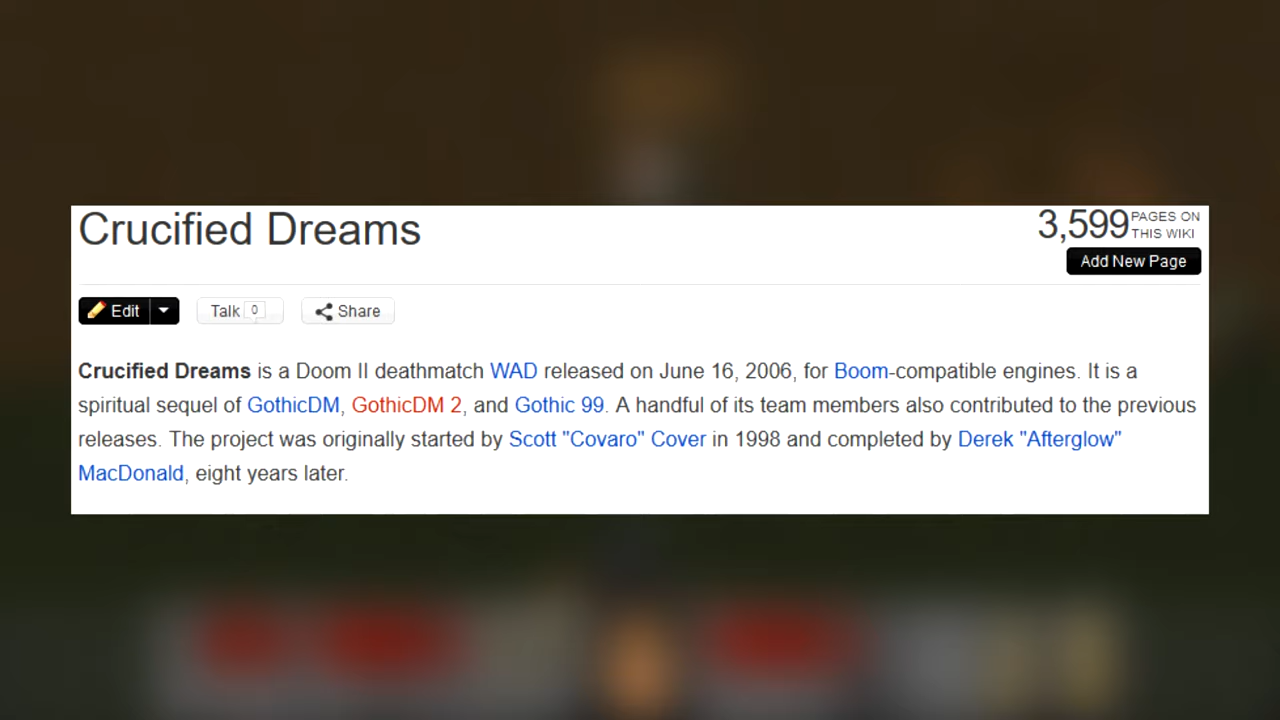 Crucified Dreams
3,599 PAGES ON
THIS WIKI
Add New Page
Edit Talk 0 Share
Crucified Dreams is a Doom II deathmatch WAD released on June 16, 2006, for Boom-compatible engines. It is a
spiritual sequel of GothicDM, GothicDM 2, and Gothic 99. A handful of its team members also contributed to the previous
releases. The project was originally started by Scott "Covaro" Cover in 1998 and completed by Derek "Afterglow"
MacDonald, eight years later.